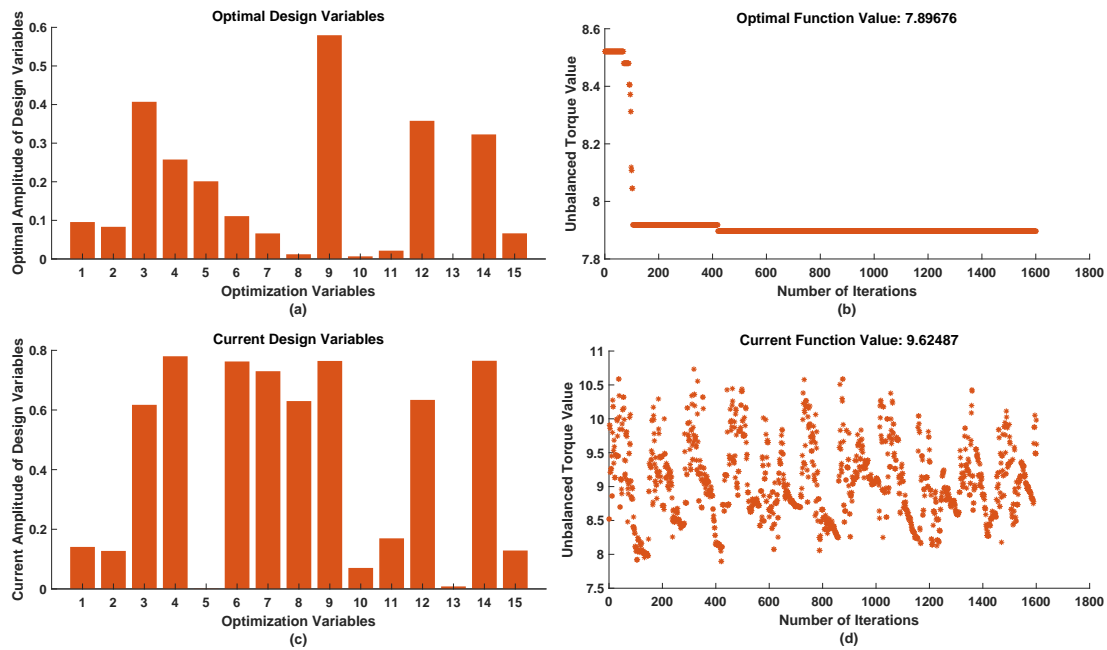 Optimal Design Variables
Optimal Amplitude of Design Variables
0.6
0.5
0.4
0.3
0.2
0.1
0
1 2 3 4 5 6 7 8 9 10 11 12 13 14 15
Optimization Variables
(a)
Optimal Function Value: 7.89676
Unbalanced Torque Value
8.6
8.4
8.2
8
7.8
0 200 400 600 800 1000 1200 1400 1600 1800
Number of Iterations
(b)
Current Design Variables
Current Amplitude of Design Variables
0.8
0.6
0.4
0.2
0
1 2 3 4 5 6 7 8 9 10 11 12 13 14 15
Optimization Variables
(c)
Current Function Value: 9.62487
Unbalanced Torque Value
11
10.5
10
9.5
9
8.5
8
7.5
0 200 400 600 800 1000 1200 1400 1600 1800
Number of Iterations
(d)